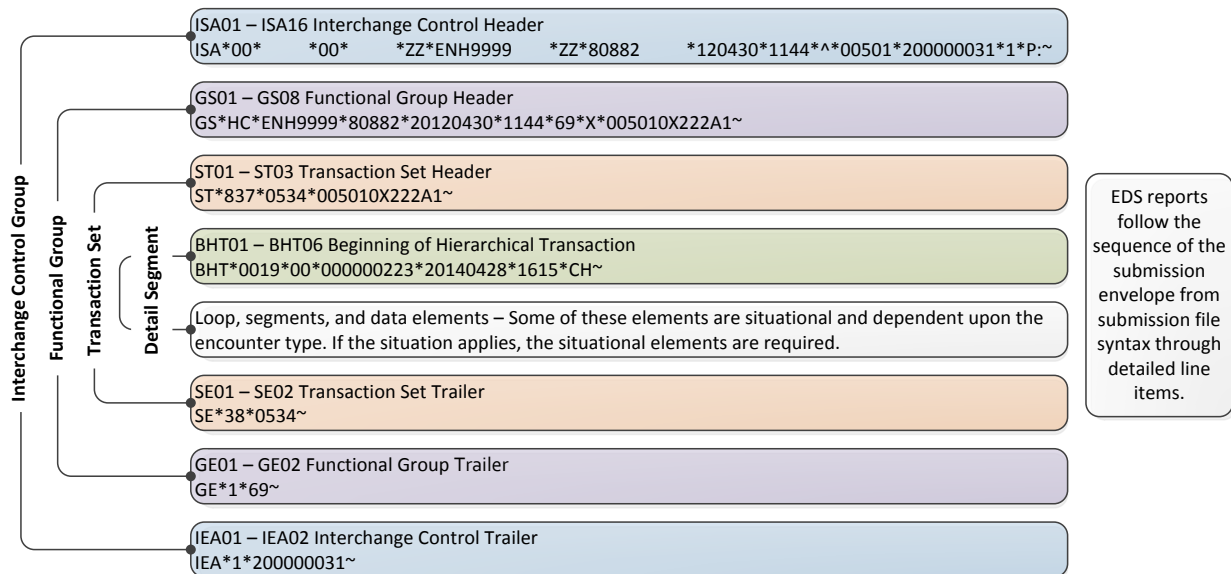 ISA01 – ISA16 Interchange Control Header
ISA*00*      *00*      *ZZ*ENH9999      *ZZ*80882      *120430*1144*^*00501*200000031*1*P:~
GS01 – GS08 Functional Group Header
GS*HC*ENH9999*80882*20120430*1144*69*X*005010X222A1~
ST01 – ST03 Transaction Set Header
ST*837*0534*005010X222A1~
BHT01 – BHT06 Beginning of Hierarchical Transaction
BHT*0019*00*000000223*20140428*1615*CH~
Loop, segments, and data elements – Some of these elements are situational and dependent upon the
encounter type. If the situation applies, the situational elements are required.
SE01 – SE02 Transaction Set Trailer
SE*38*0534~
GE01 – GE02 Functional Group Trailer
GE*1*69~
IEA01 – IEA02 Interchange Control Trailer
IEA*1*200000031~
Interchange Control Group
Functional Group
Transaction Set
Detail Segment
EDS reports
follow the
sequence of the
submission
envelope from
submission file
syntax through
detailed line
items.